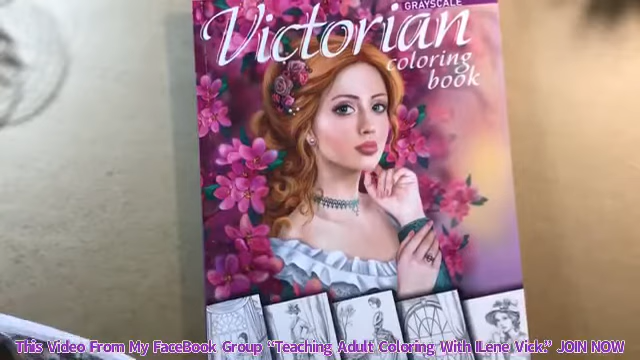 GRAYSCALE
Victorian
coloring
book
This Video From My FaceBook Group "Teaching Adult Coloring With ILene Vick." JOIN NOW